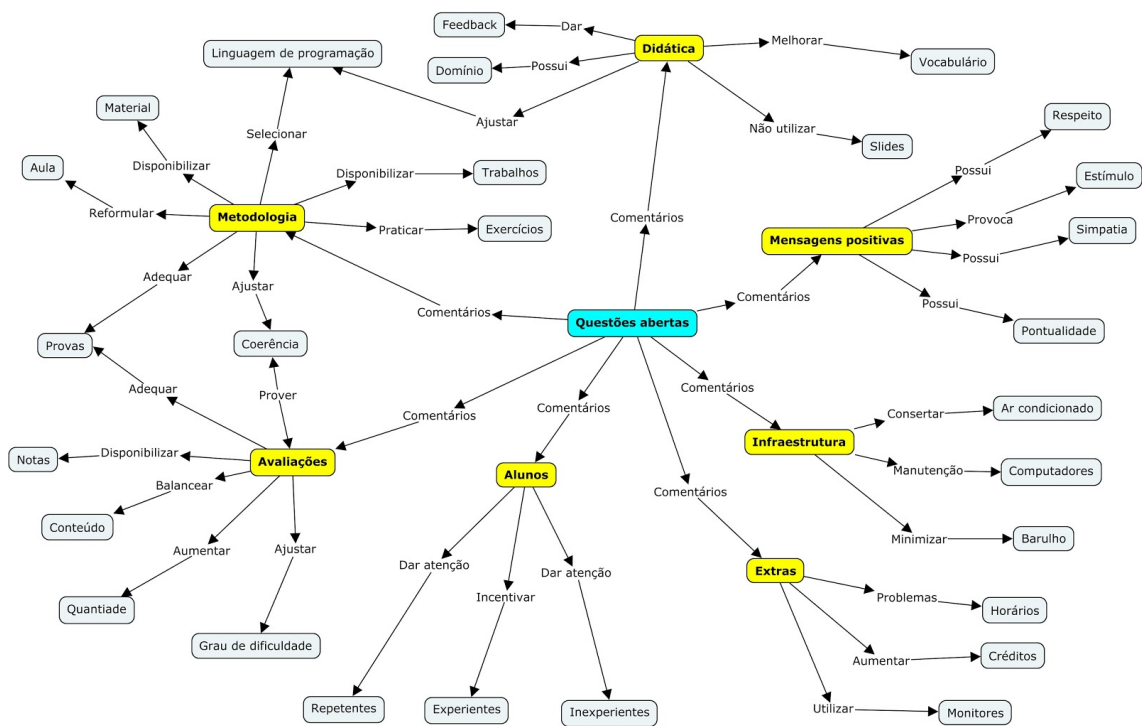 Feedback
Dar
Didática
Melhorar
Vocabulário
Linguagem de programação
Domínio
Possui
Ajustar
Não utilizar
Slides
Material
Selecionar
Disponibilizar
Aula
Reformular
Metodologia
Disponibilizar
Trabalhos
Praticar
Exercícios
Comentários
Respeito
Possui
Estímulo
Provoca
Mensagens positivas
Simpatia
Possui
Possui
Pontualidade
Comentários
Adequar
Ajustar
Comentários
Questões abertas
Provas
Coerência
Adequar
Prover
Comentários
Comentários
Comentários
Consertar
Ar condicionado
Infraestrutura
Manutenção
Computadores
Minimizar
Barulho
Notas
Disponibilizar
Avaliações
Balancear
Conteúdo
Aumentar
Ajustar
Quantiade
Grau de dificuldade
Alunos
Dar atenção
Incentivar
Dar atenção
Repetentes
Experientes
Inexperientes
Comentários
Extras
Problemas
Horários
Aumentar
Créditos
Utilizar
Monitores